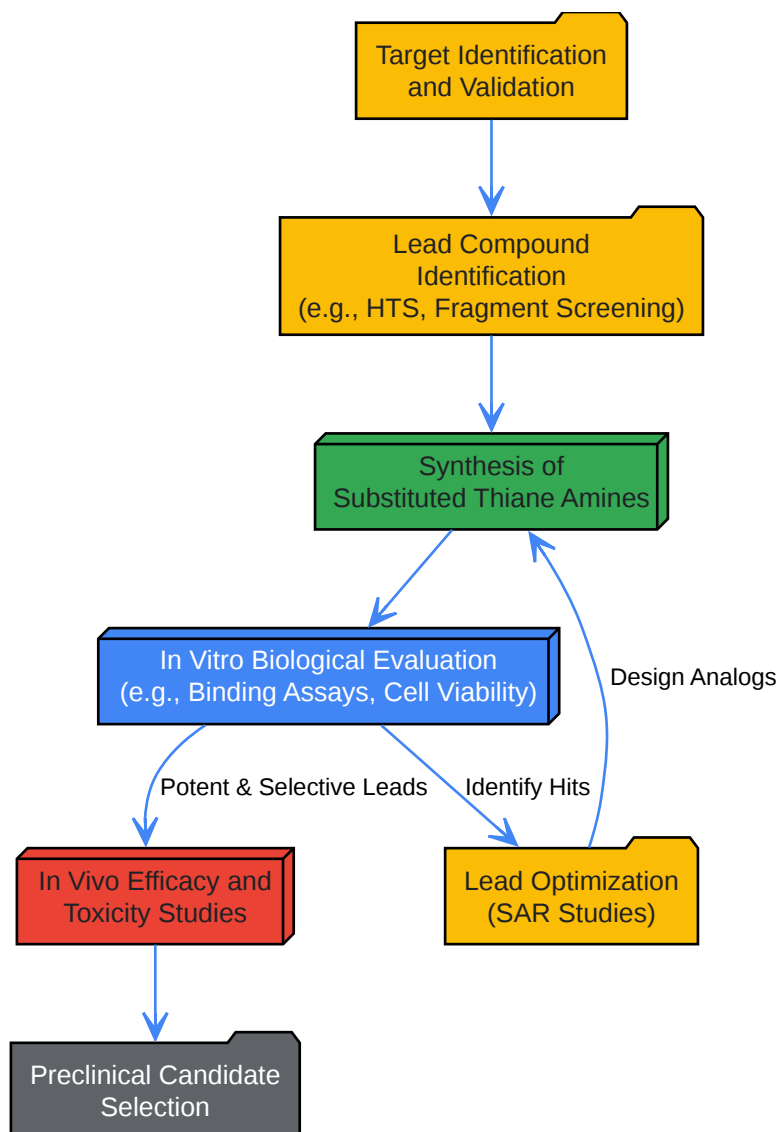 Target Identification
and Validation
Lead Compound
Identification
(e.g., HTS, Fragment Screening)
Synthesis of
Substituted Thiane Amines
In Vitro Biological Evaluation
(e.g., Binding Assays, Cell Viability)
Design Analogs
Potent & Selective Leads
Identify Hits
In Vivo Efficacy and
Toxicity Studies
Lead Optimization
(SAR Studies)
Preclinical Candidate
Selection